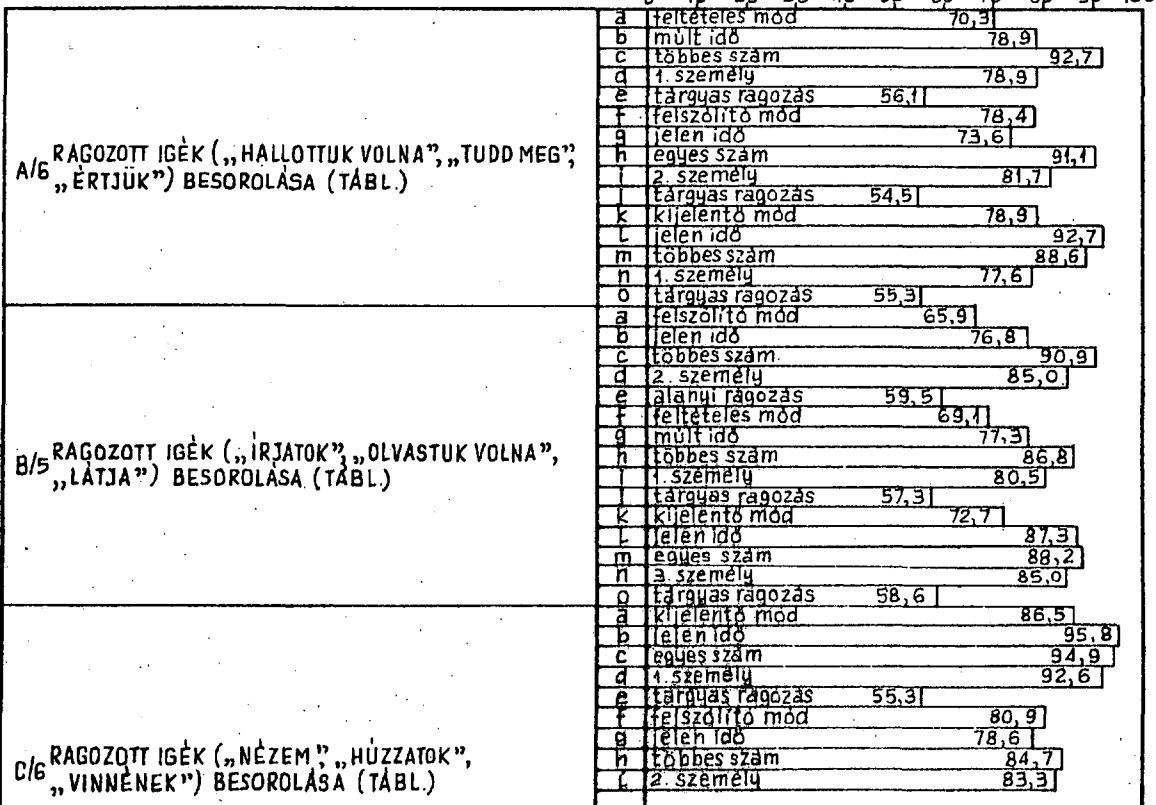 a feltételes mód 70,3
b múlt idő 78,9
c többes szám 92,7
d 1. személy 78,9
e tárgyas ragozás 56,1
f felszólító mód 78,4
g jelen idő 73,6
h egyes szám 91,1
i 2. személy 81,7
j tárgyas ragozás 54,5
k kijelentő mód 78,9
l jelen idő 92,7
m többes szám 88,6
n 1. személy 77,6
o tárgyas ragozás 55,3
A/6 RAGOZOTT IGÉK („HALLOTTUK VOLNA”, „TUDD MEG”,
„ÉRTJÜK”) BESOROLÁSA (TÁBL.)
a felszólító mód 65,9
b jelen idő 76,8
c többes szám. 90,9
d 2. személy 85,0
e alanyi ragozás 59,5
f feltételes mód 69,1
g múlt idő 77,3
h többes szám 86,8
i 1. személy 80,5
j tárgyas ragozás 57,3
k kijelentő mód 72,7
l jelen idő 87,3
m egyes szám 88,2
n 3. személy 85,0
o tárgyas ragozás 58,6
B/5 RAGOZOTT IGÉK („ÍRJATOK”, „OLVASTUK VOLNA”,
„LÁTJA”) BESOROLÁSA (TÁBL.)
a kijelentő mód 86,5
b jelen idő 95,8
c egyes szám 94,9
d 1. személy 92,6
e tárgyas ragozás 55,3
f felszólító mód 80,9
g jelen idő 78,6
h többes szám 84,7
i 2. személy 83,3
C/6 RAGOZOTT IGÉK („NÉZEM”, „HÚZZATOK”,
„VINNÉNEK”) BESOROLÁSA (TÁBL.)